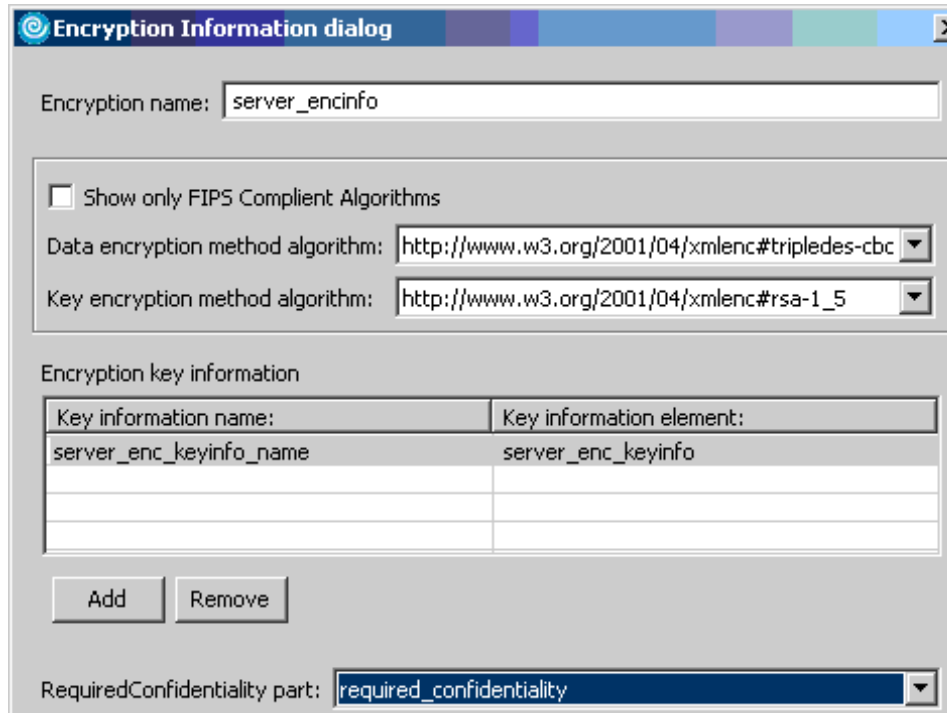 Encryption Information dialog
Encryption name: server_encinfo
Show only FIPS Complient Algorithms
Data encryption method algorithm: http://www.w3.org/2001/04/xmlenc#tripledes-cbc
Key encryption method algorithm: http://www.w3.org/2001/04/xmlenc#rsa-1_5
Encryption key information
Key information name: Key information element:
server_enc_keyinfo_name server_enc_keyinfo
Add Remove
RequiredConfidentiality part: required_confidentiality